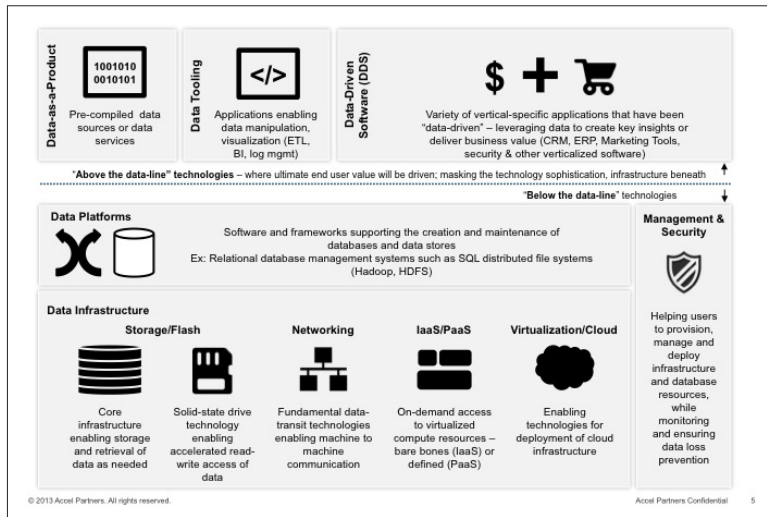 Data-as-a-Product
1001010
0010101
Pre-compiled data
sources or data
services
Data Tooling
</>
Applications enabling
data manipulation,
visualization (ETL,
BI, log mgmt)
Data-Driven
Software (DDS)
$ +
Variety of vertical-specific applications that have been
"data-driven" – leveraging data to create key insights or
deliver business value (CRM, ERP, Marketing Tools,
security & other verticalized software)
"Above the data-line" technologies – where ultimate end user value will be driven; masking the technology sophistication, infrastructure beneath
"Below the data-line" technologies
Data Platforms
Software and frameworks supporting the creation and maintenance of
databases and data stores
Ex: Relational database management systems such as SQL distributed file systems
(Hadoop, HDFS)
Management &
Security
Helping users
to provision,
manage and
deploy
infrastructure
and database
resources,
while
monitoring
and ensuring
data loss
prevention
Data Infrastructure
Storage/Flash
Core
infrastructure
enabling storage
and retrieval of
data as needed
Solid-state drive
technology
enabling
accelerated read-
write access of
data
Networking
Fundamental data-
transit technologies
enabling machine to
machine
communication
IaaS/PaaS
On-demand access
to virtualized
compute resources –
bare bones (IaaS) or
defined (PaaS)
Virtualization/Cloud
Enabling
technologies for
deployment of cloud
infrastructure
© 2013 Accel Partners. All rights reserved.
Accel Partners Confidential 5